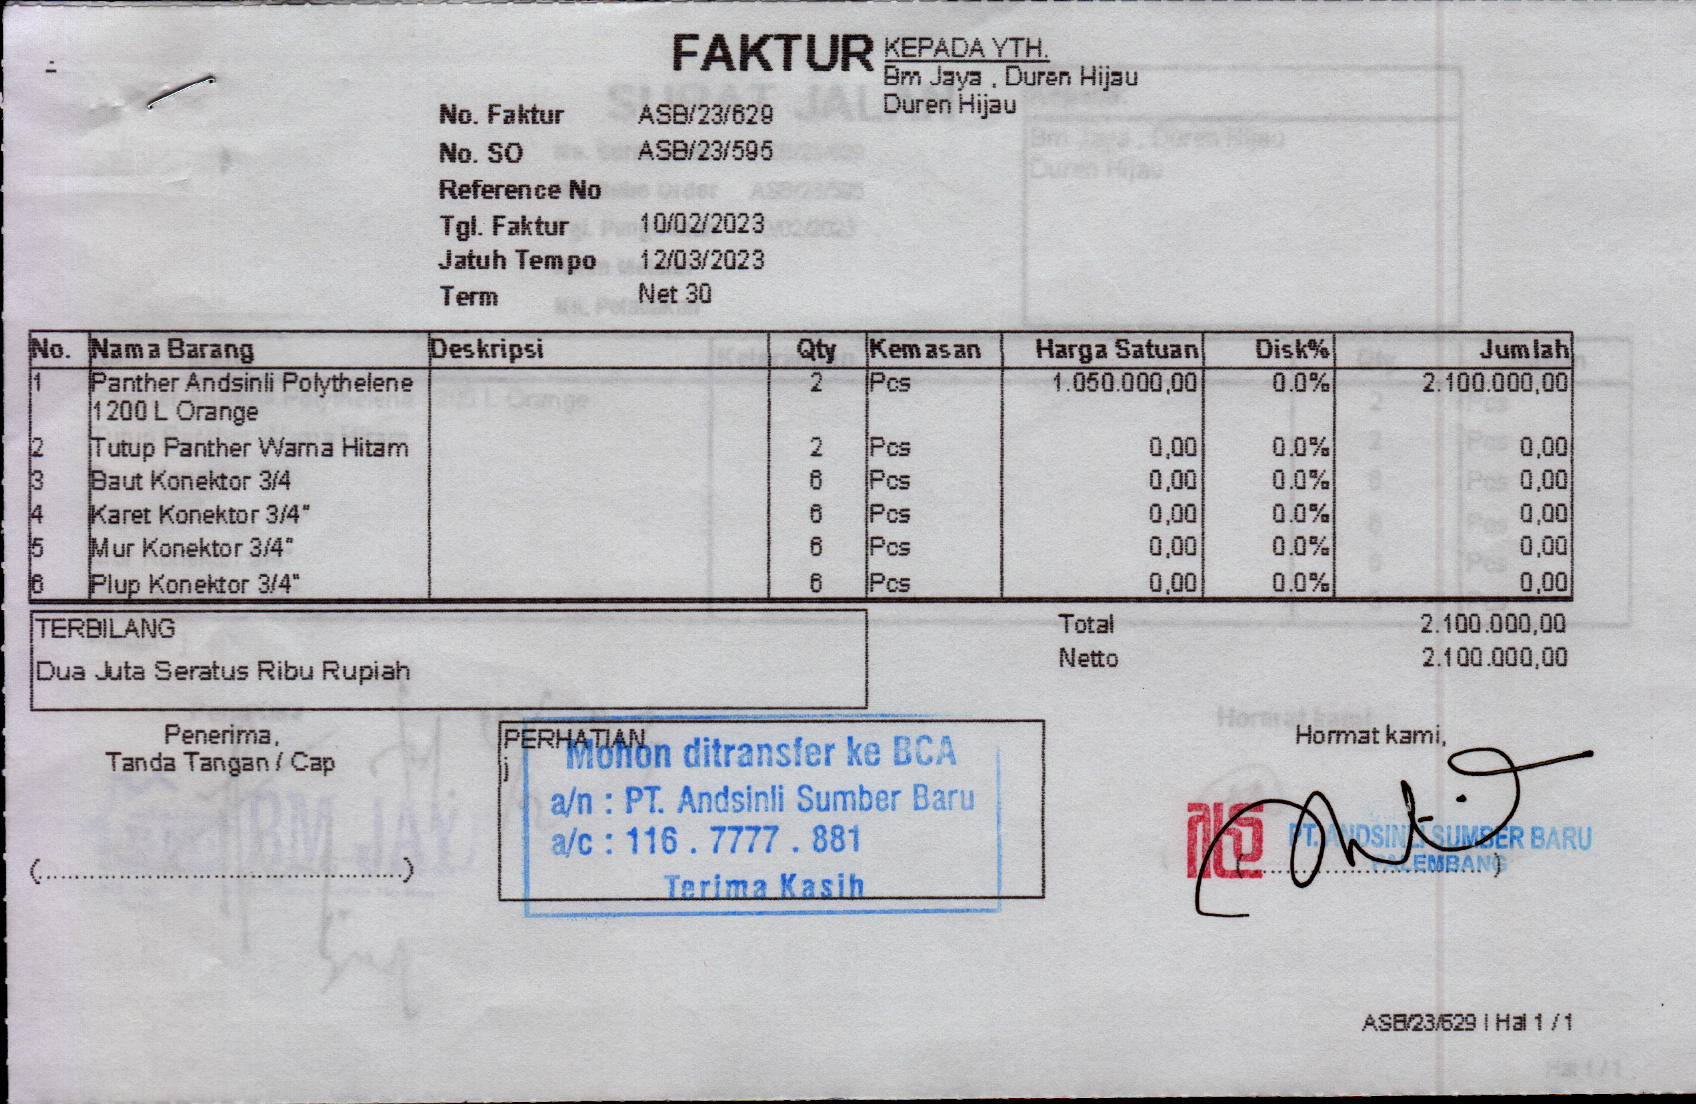 FAKTUR
KEPADA YTH.
Bm Jaya , Duren Hijau
Duren Hijau
No. Faktur ASB/23/629
No. SO ASB/23/595
Reference No
Tgl. Faktur 10/02/2023
Jatuh Tempo 12/03/2023
Term Net 30
No. Nama Barang Deskripsi Qty Kemasan Harga Satuan Disk% Jumlah
1 Panther Andsinli Polythelene 2 Pcs 1.050.000,00 0.0% 2.100.000,00
1200 L Orange
2 Tutup Panther Warna Hitam 2 Pcs 0,00 0.0% 0,00
3 Baut Konektor 3/4 6 Pcs 0,00 0.0% 0,00
4 Karet Konektor 3/4" 6 Pcs 0,00 0.0% 0,00
5 Mur Konektor 3/4" 6 Pcs 0,00 0.0% 0,00
6 Plup Konektor 3/4" 6 Pcs 0,00 0.0% 0,00
TERBILANG
Dua Juta Seratus Ribu Rupiah
Total 2.100.000,00
Netto 2.100.000,00
Penerima,
Tanda Tangan / Cap
(..........................................)
PERHATIAN
j
Mohon ditransfer ke BCA
a/n : PT. Andsinli Sumber Baru
a/c : 116 . 7777 . 881
Terima Kasih
Hormat kami,
PT. ANDSINLI SUMBER BARU
PALEMBANG
ASB/23/629 | Hal 1 / 1